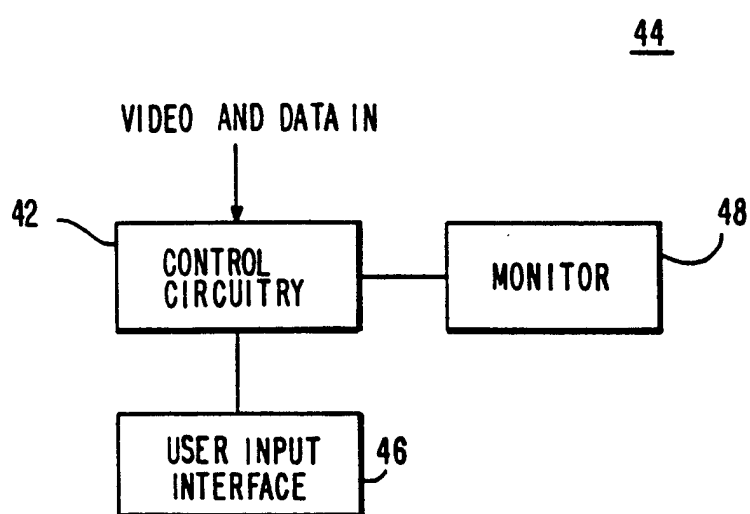 44
VIDEO AND DATA IN
42
CONTROL
CIRCUITRY
MONITOR
48
USER INPUT
INTERFACE
46